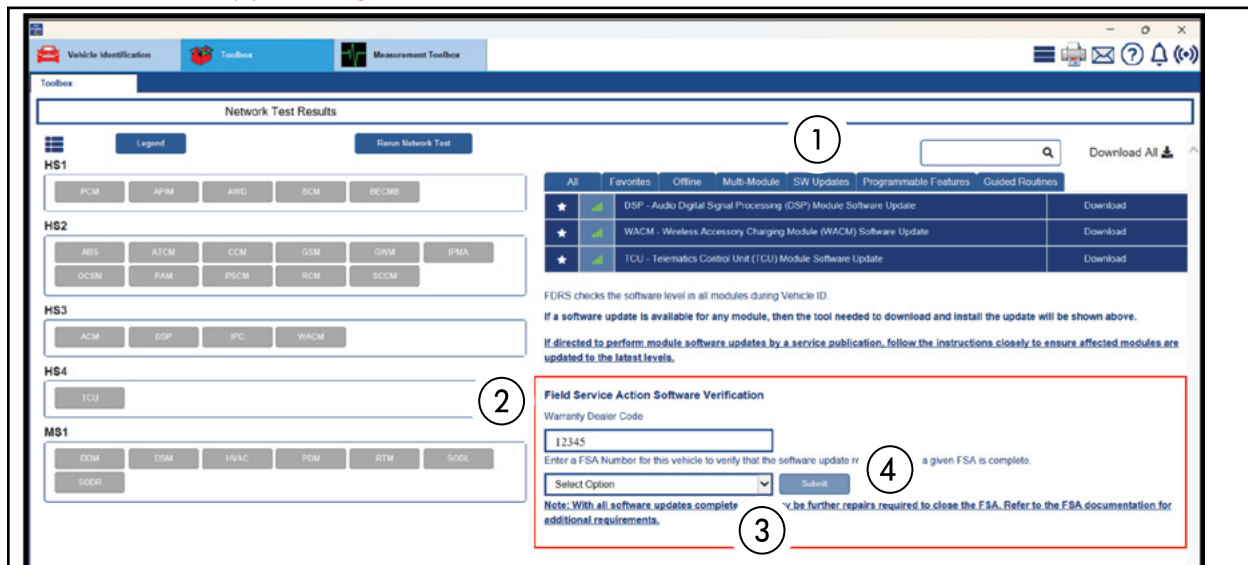 Vehicle Identification
Toolbox
Measurement Toolbox
Toolbox
Network Test Results
Legend
Rerun Network Test
1
Download All
HS1
PCM APIM AWD BCM BECMB
All Favorites Offline Multi-Module SW Updates Programmable Features Guided Routines
DSP - Audio Digital Signal Processing (DSP) Module Software Update Download
WACM - Wireless Accessory Charging Module (WACM) Software Update Download
TCU - Telematics Control Unit (TCU) Module Software Update Download
HS2
ABS ATCM CCM GSM GWM IPMA
OCSM PAM PSCM RCM SCCM
FDRS checks the software level in all modules during Vehicle ID.
If a software update is available for any module, then the tool needed to download and install the update will be shown above.
If directed to perform module software updates by a service publication, follow the instructions closely to ensure affected modules are
updated to the latest levels.
HS3
ACM DSP IPC WACM
HS4
TCU
2
Field Service Action Software Verification
Warranty Dealer Code
12345
MS1
DDM DSM HVAC PDM RTM SODL
SODR
Enter a FSA Number for this vehicle to verify that the software update a given FSA is complete.
4
Select Option
Submit
Note: With all software updates complete be further repairs required to close the FSA. Refer to the FSA documentation for
additional requirements.
3